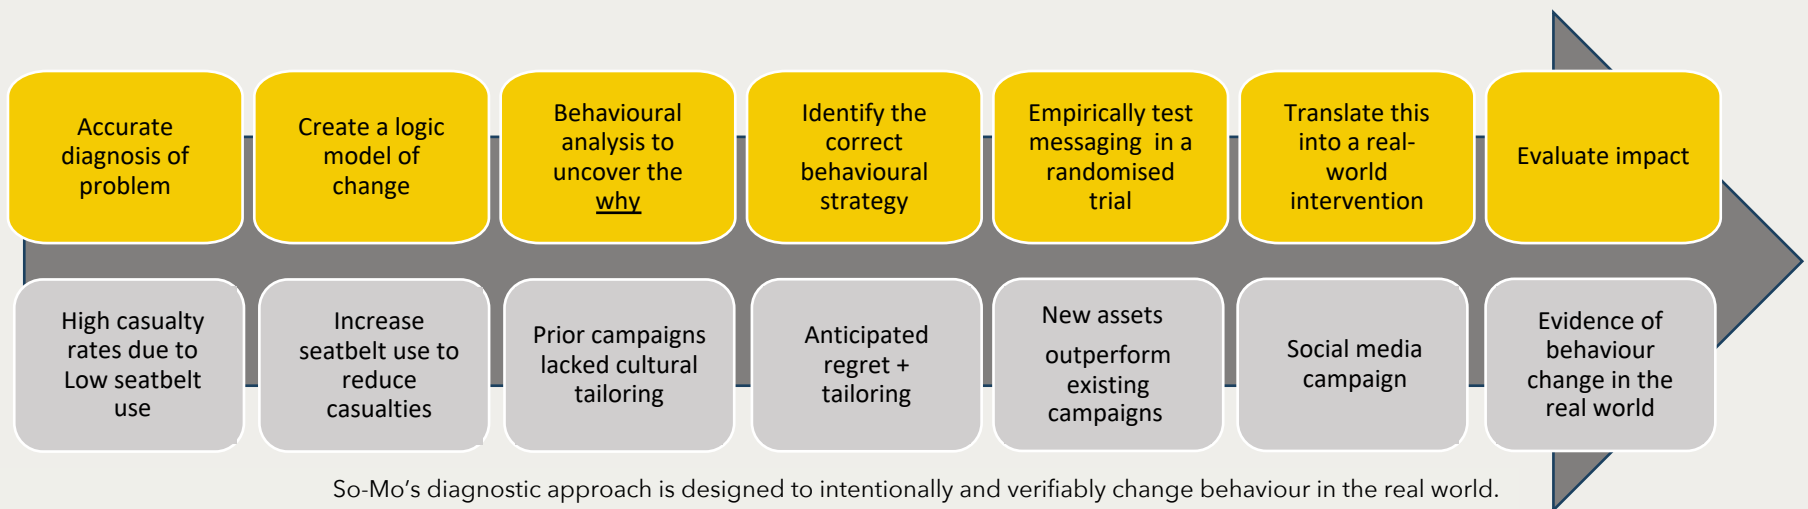 Accurate
diagnosis of
problem
Create a logic
model of
change
Behavioural
analysis to
uncover the
why
Identify the
correct
behavioural
strategy
Empirically test
messaging in a
randomised
trial
Translate this
into a real-
world
intervention
Evaluate impact
High casualty
rates due to
Low seatbelt
use
Increase
seatbelt use to
reduce
casualties
Prior campaigns
lacked cultural
tailoring
Anticipated
regret +
tailoring
New assets
outperform
existing
campaigns
Social media
campaign
Evidence of
behaviour
change in the
real world
So-Mo's diagnostic approach is designed to intentionally and verifiably change behaviour in the real world.